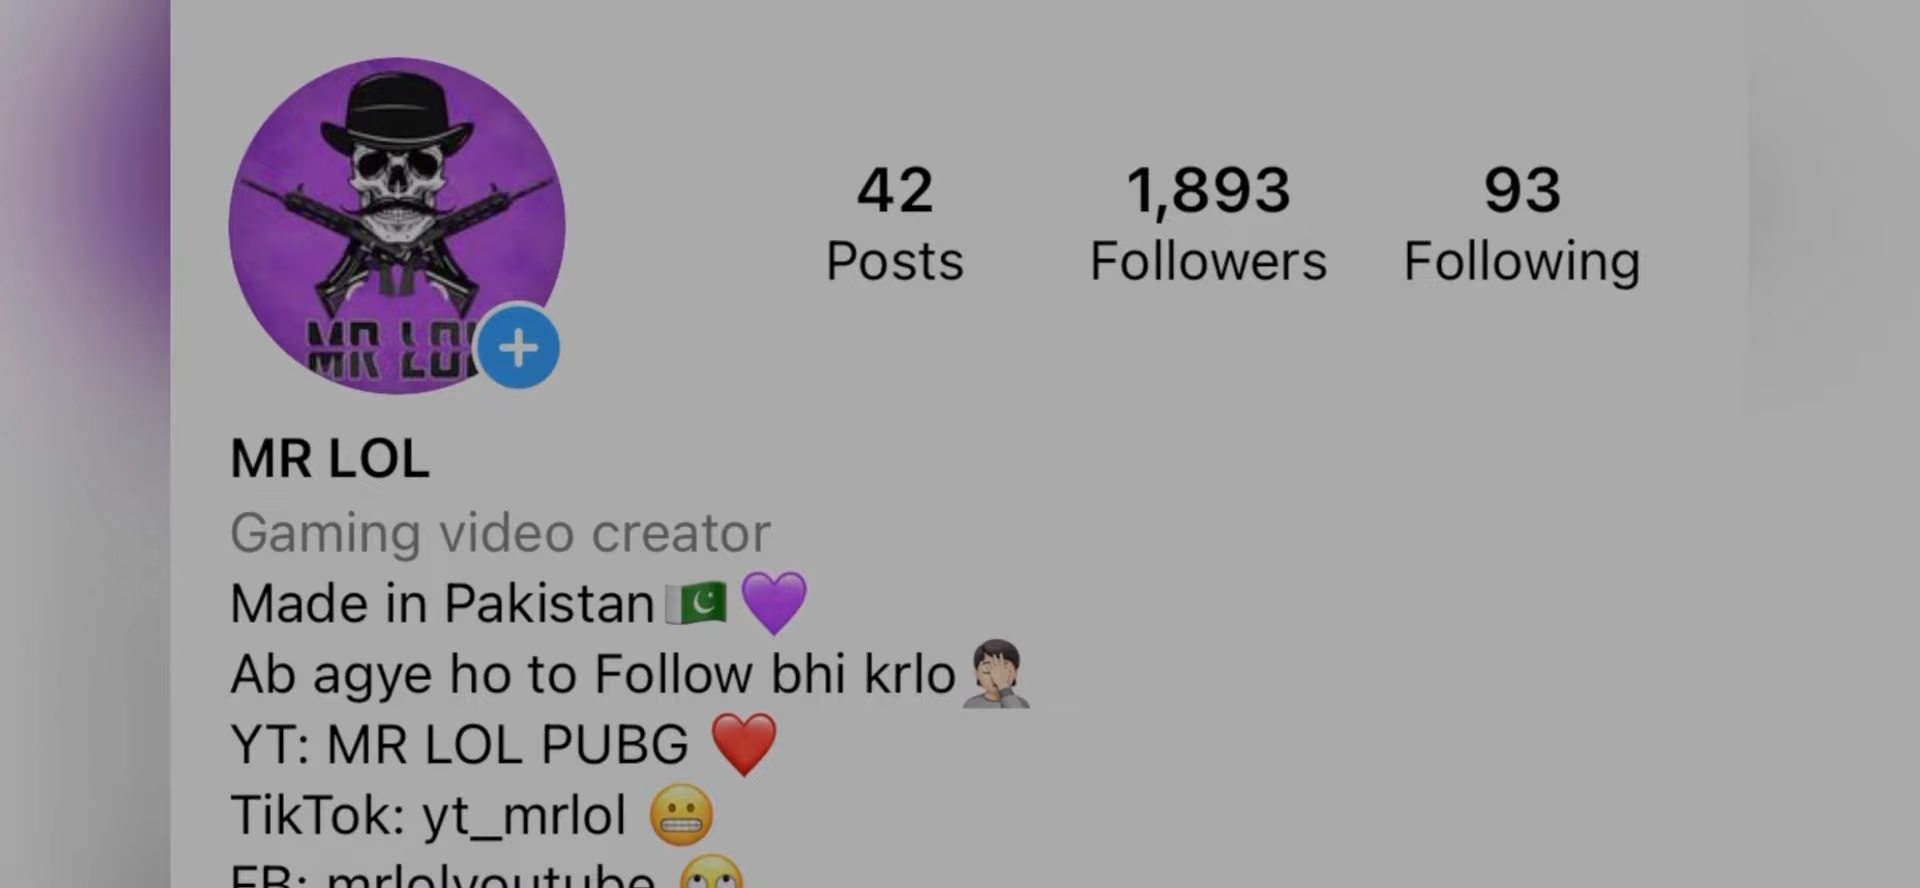 MR LOL
42 1,893 93
Posts Followers Following
MR LOL
Gaming video creator
Made in Pakistan🇵🇰💜
Ab agye ho to Follow bhi krlo🤦🏻
YT: MR LOL PUBG ❤️
TikTok: yt_mrlol 😬
FB: mrlolyoutube 🙄